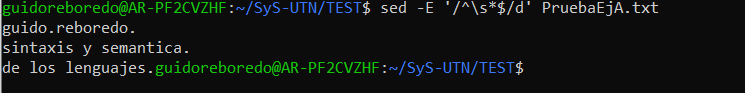 guidoreboredo@AR-PF2CVZHF:~/SyS-UTN/TEST$ sed -E '/^\s*$/d' PruebaEjA.txt
guido.reboredo.
sintaxis y semantica.
de los lenguajes.guidoreboredo@AR-PF2CVZHF:~/SyS-UTN/TEST$